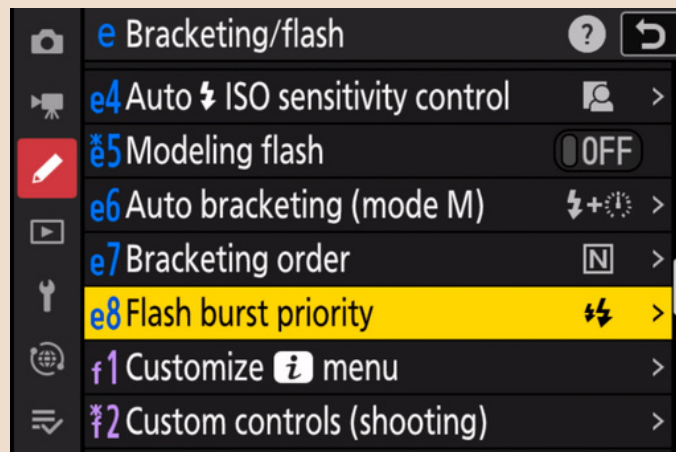 e Bracketing/flash ?
e4 Auto ISO sensitivity control
*e5 Modeling flash OFF
e6 Auto bracketing (mode M) +
e7 Bracketing order N
e8 Flash burst priority
f1 Customize i menu
*f2 Custom controls (shooting)